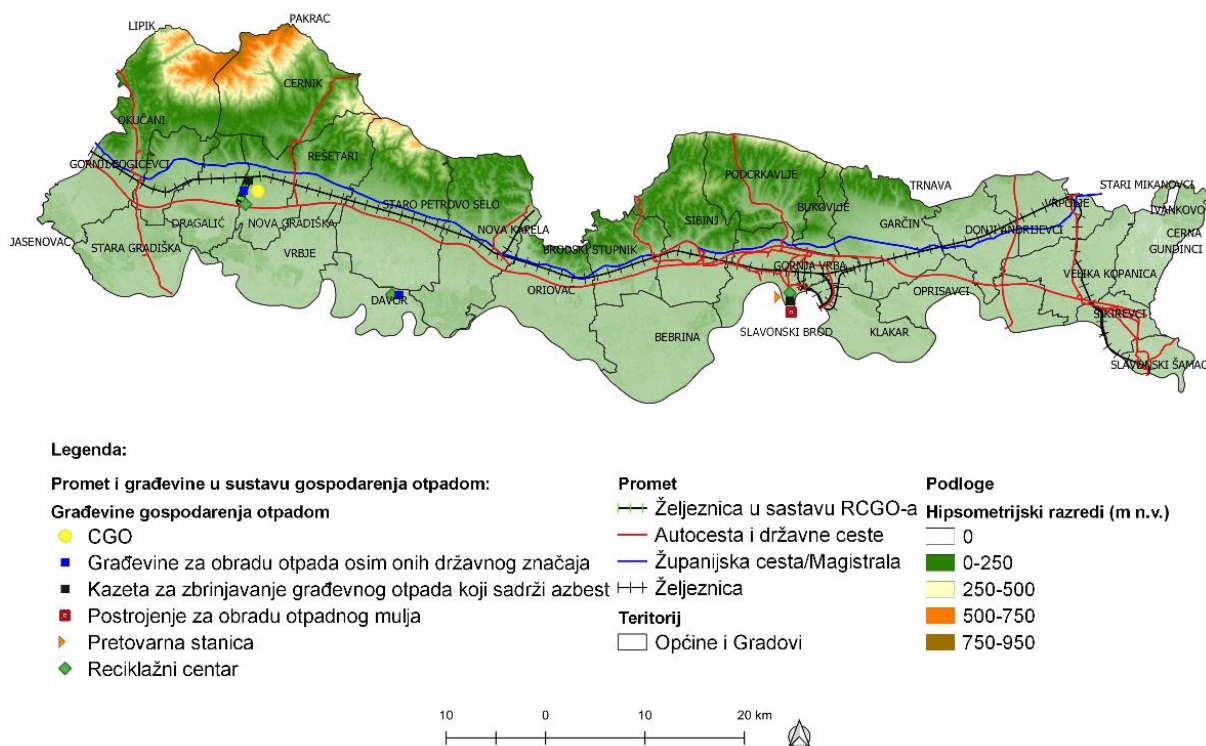 LIPIK
PAKRAC
CERNIK
OKUČANI
REŠETARI
GORNJI BOGIĆEVCI
STARO PETROVO SELO
DRAGALIĆ
NOVA GRADIŠKA
NOVA KAPELA
JASENOVAC
STARA GRADIŠKA
VRBJE
DAVOR
BRODSKI STUPNIK
ORIOVAC
SIBINJ
PODCRKAVLJE
BUKOVLJE
TRNAVA
GARČIN
DONJI ANDRIJEVCI
VRPOLJE
STARI MIKANOVCI
IVANKOVO
CERNA
GUNDINCI
GORNJA VRBA
VELIKA KOPANICA
OPRISAVCI
BEBRINA
SLAVONSKI BROD
KLAKAR
SIKIREVCI
SLAVONSKI ŠAMAC
Legenda:
Promet i građevine u sustavu gospodarenja otpadom:
Građevine gospodarenja otpadom
CGO
Građevine za obradu otpada osim onih državnog značaja
Kazeta za zbrinjavanje građevnog otpada koji sadrži azbest
Postrojenje za obradu otpadnog mulja
Pretovarna stanica
Reciklažni centar
Promet
Željeznica u sastavu RCGO-a
Autocesta i državne ceste
Županijska cesta/Magistrala
Željeznica
Teritorij
Općine i Gradovi
Podloge
Hipsometrijski razredi (m n.v.)
0
0-250
250-500
500-750
750-950
10 0 10 20 km